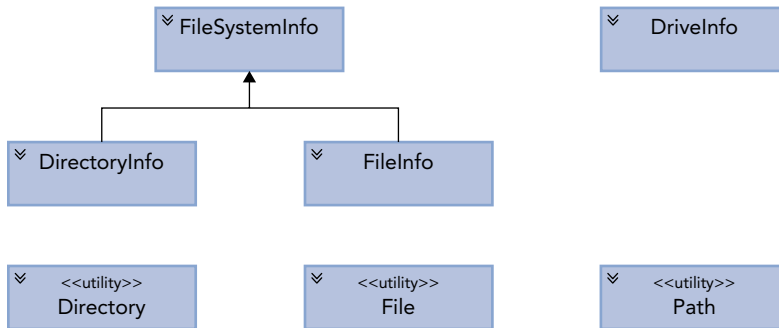 FileSystemInfo
DriveInfo
DirectoryInfo
FileInfo
<<utility>>
Directory
<<utility>>
File
<<utility>>
Path